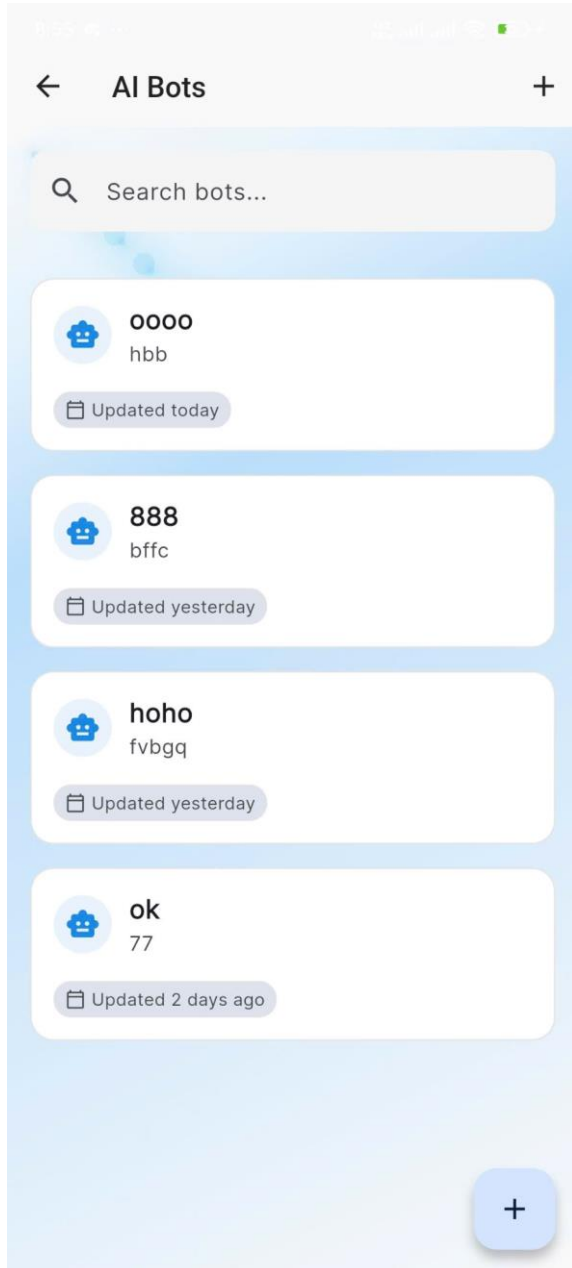 AI Bots
Search bots...
oooo
hbb
Updated today
888
bffc
Updated yesterday
hoho
fvbgq
Updated yesterday
ok
77
Updated 2 days ago